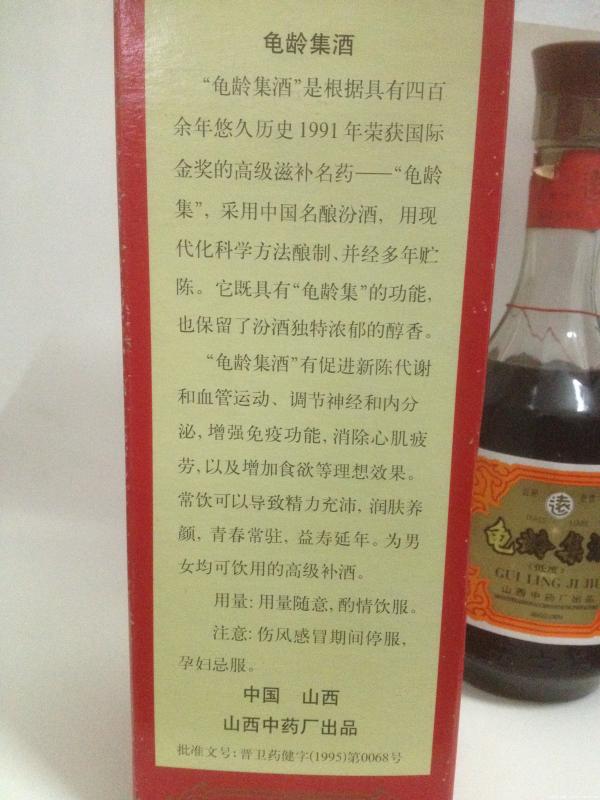 龟龄集酒
“龟龄集酒”是根据具有四百
余年悠久历史1991年荣获国际
金奖的高级滋补名药——“龟龄
集”，采用中国名酿汾酒，用现
代化科学方法酿制、并经多年贮
陈。它既具有“龟龄集”的功能，
也保留了汾酒独特浓郁的醇香。
“龟龄集酒”有促进新陈代谢
和血管运动、调节神经和内分
泌，增强免疫功能，消除心肌疲
劳，以及增加食欲等理想效果。
常饮可以导致精力充沛，润肤养
颜，青春常驻，益寿延年。为男
女均可饮用的高级补酒。
用量：用量随意，酌情饮服。
注意：伤风感冒期间停服，
孕妇忌服。
中国 山西
山西中药厂出品
批准文号：晋卫药健字(1995)第0068号
远
龟龄集酒
(低度)
GUI LING JI JIU
山西中药厂出品